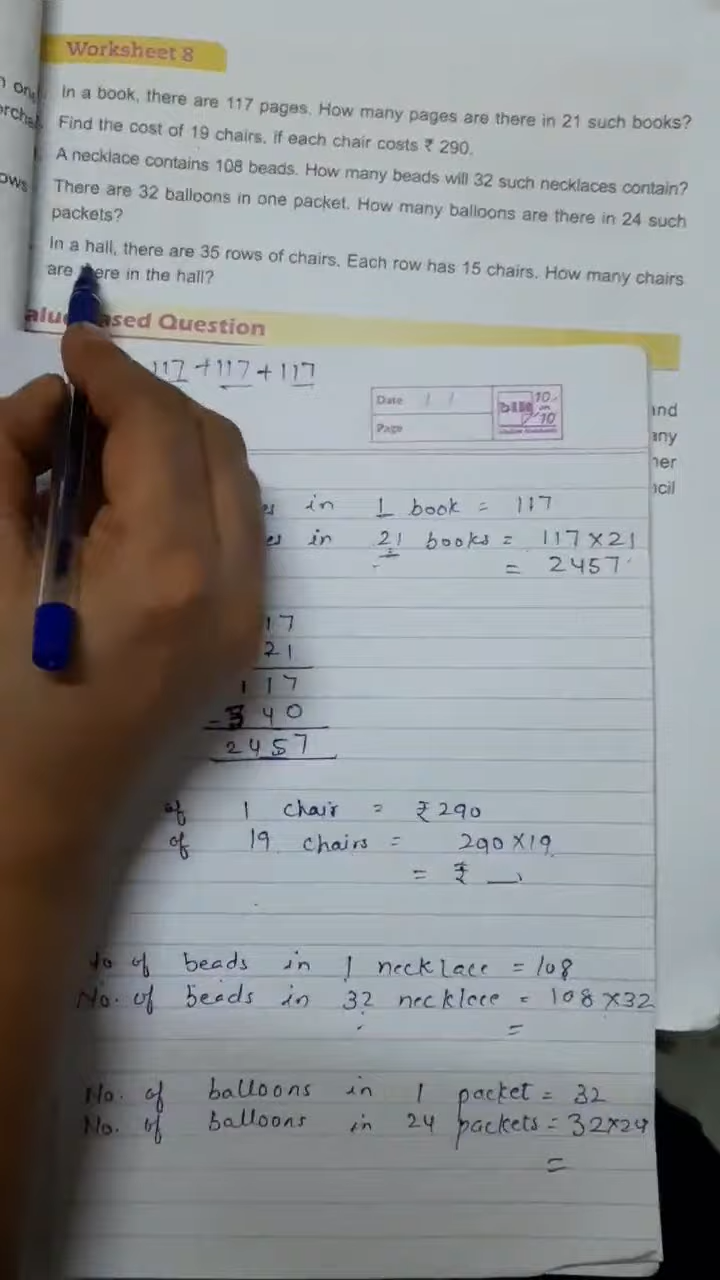 Worksheet 8
In a book, there are 117 pages. How many pages are there in 21 such books?
Find the cost of 19 chairs, if each chair costs ₹ 290.
A necklace contains 108 beads. How many beads will 32 such necklaces contain?
There are 32 balloons in one packet. How many balloons are there in 24 such
packets?
In a hall, there are 35 rows of chairs. Each row has 15 chairs. How many chairs
are there in the hall?
ased Question
117 + 117 + 117
Date / /
Page
10
on
10
in 1 book = 117
in 21 books = 117 × 21
= 2457
17
21
117
40
2457
of 1 chair = ₹290
of 19 chairs = 290 × 19
= ₹ __
No of beads in 1 necklace = 108
No. of beads in 32 necklace = 108 × 32
=
No. of balloons in 1 packet = 32
No. of balloons in 24 packets = 32×24
=